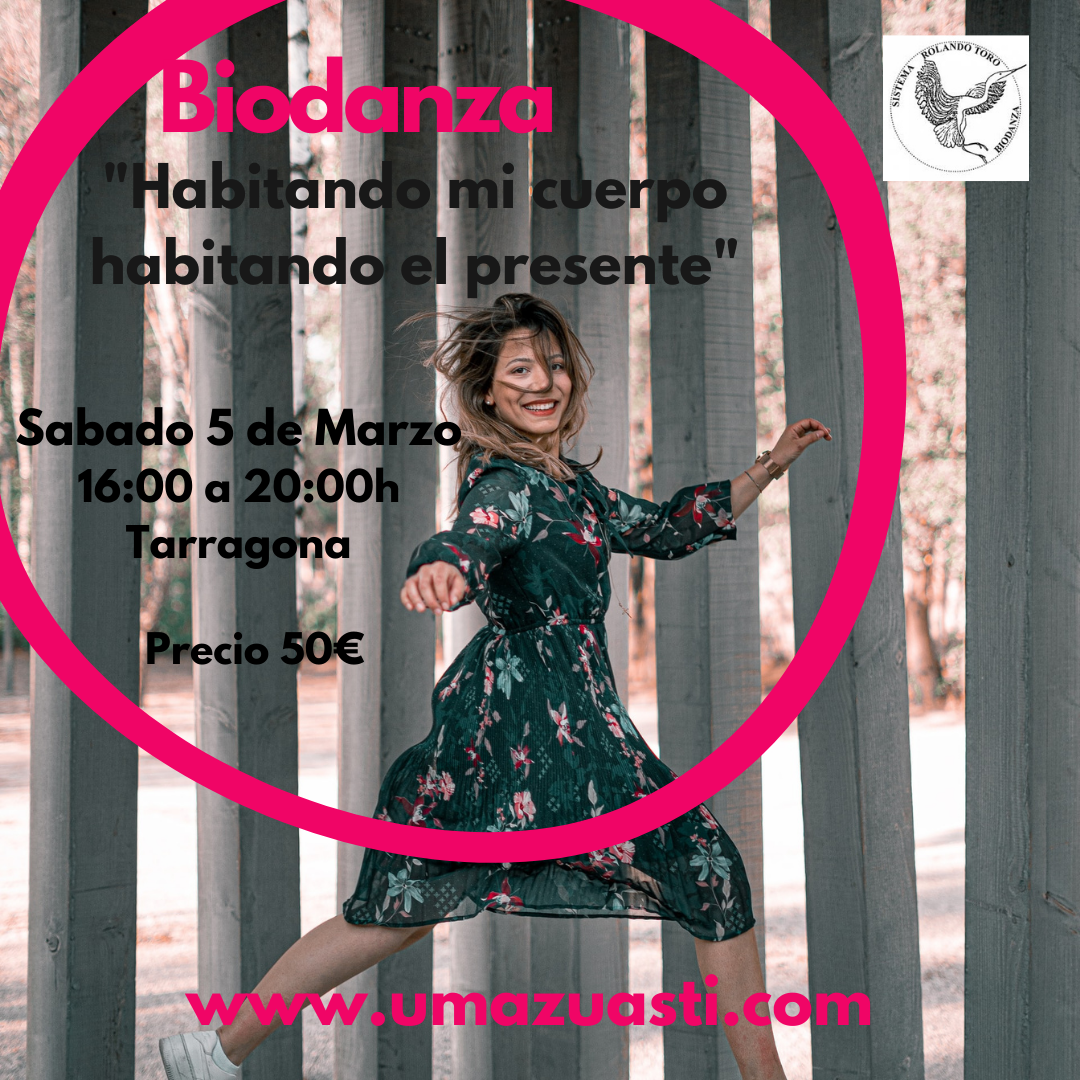 Biodanza
"Habitando mi cuerpo
habitando el presente"
SISTEMA ROLANDO TORO
BIODANZA
Sabado 5 de Marzo
16:00 a 20:00h
Tarragona
Precio 50€
www.umazuasti.com